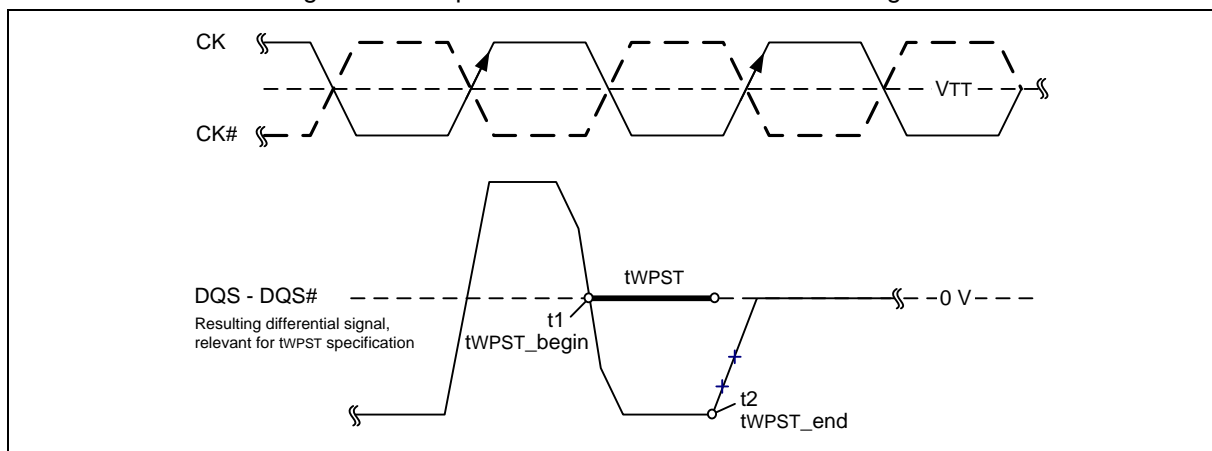 CK
VTT
CK#
tWPST
DQS - DQS#
0 V
Resulting differential signal,
relevant for tWPST specification
t1
tWPST_begin
t2
tWPST_end